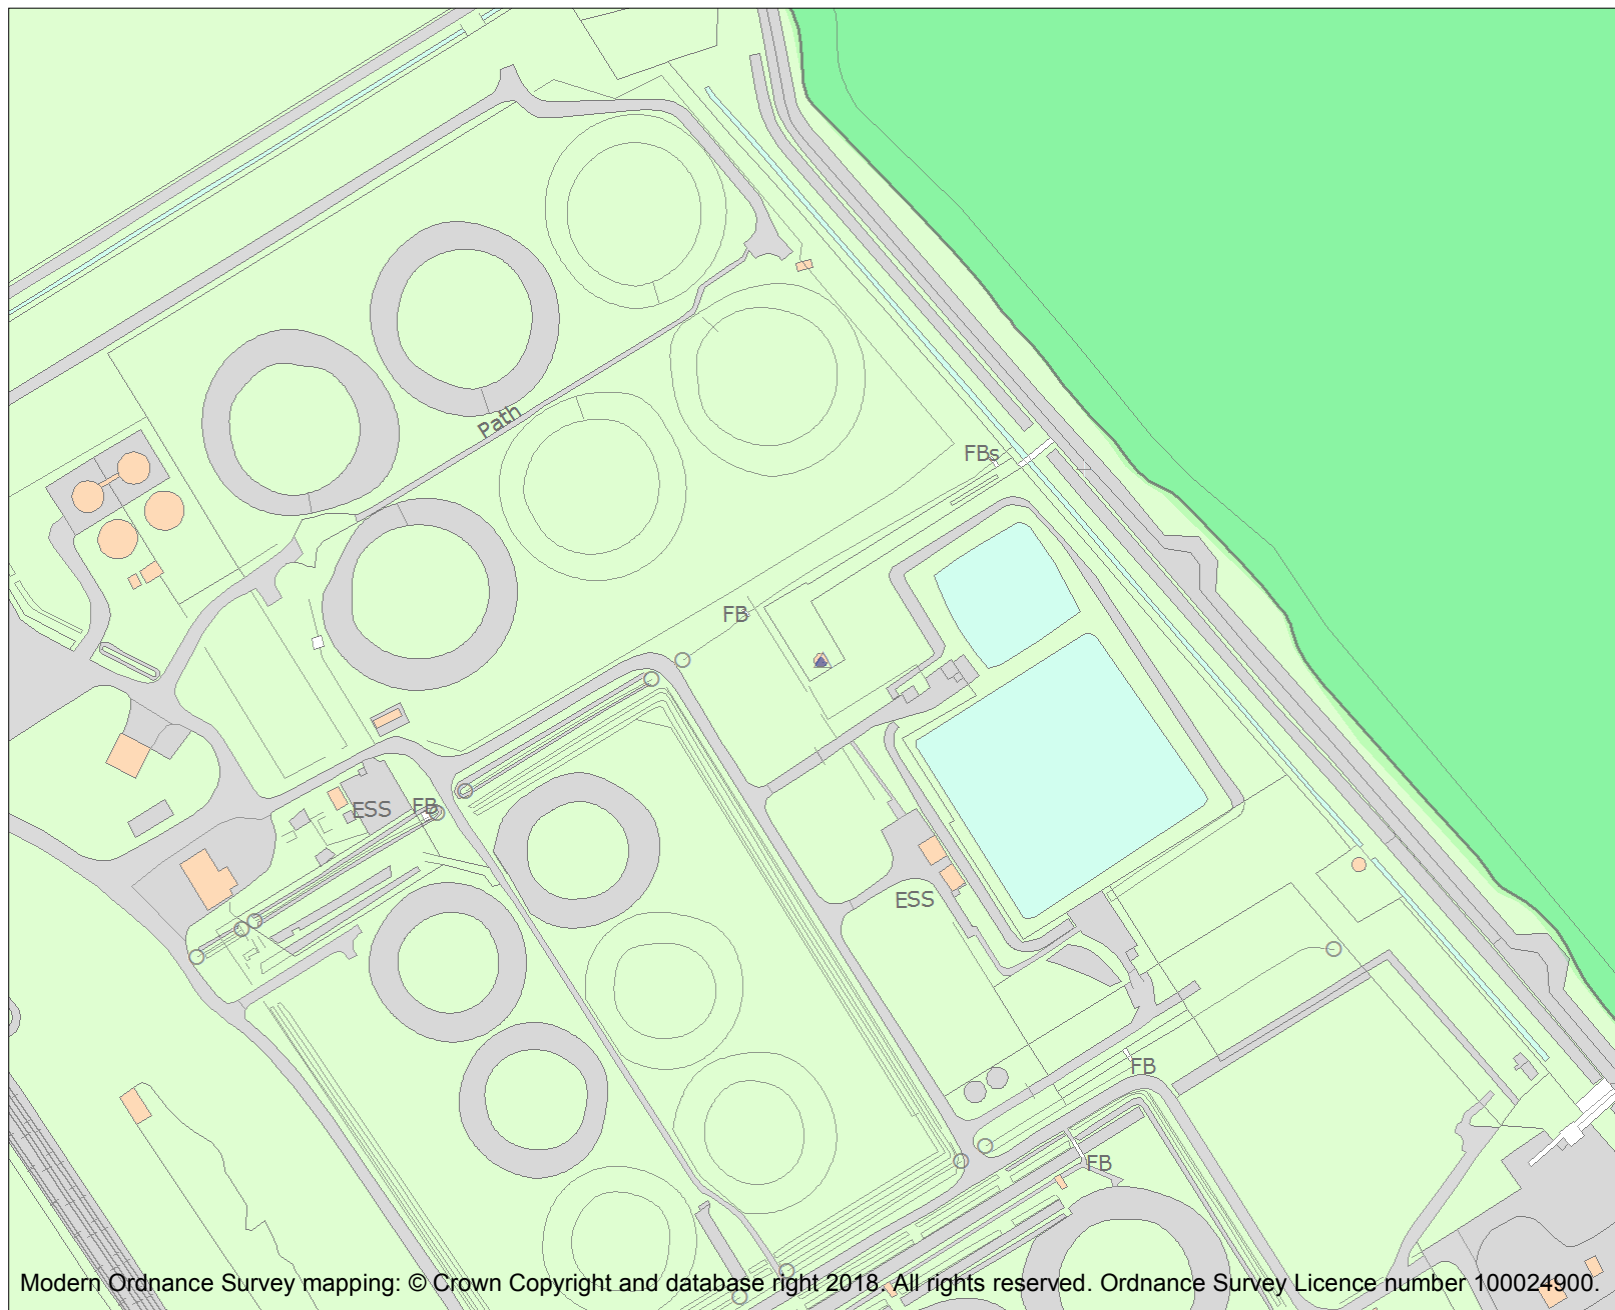 Path
FBs
FB
ESS
FB
ESS
FB
FB
Modern Ordnance Survey mapping: © Crown Copyright and database right 2018. All rights reserved. Ordnance Survey Licence number 100024900.